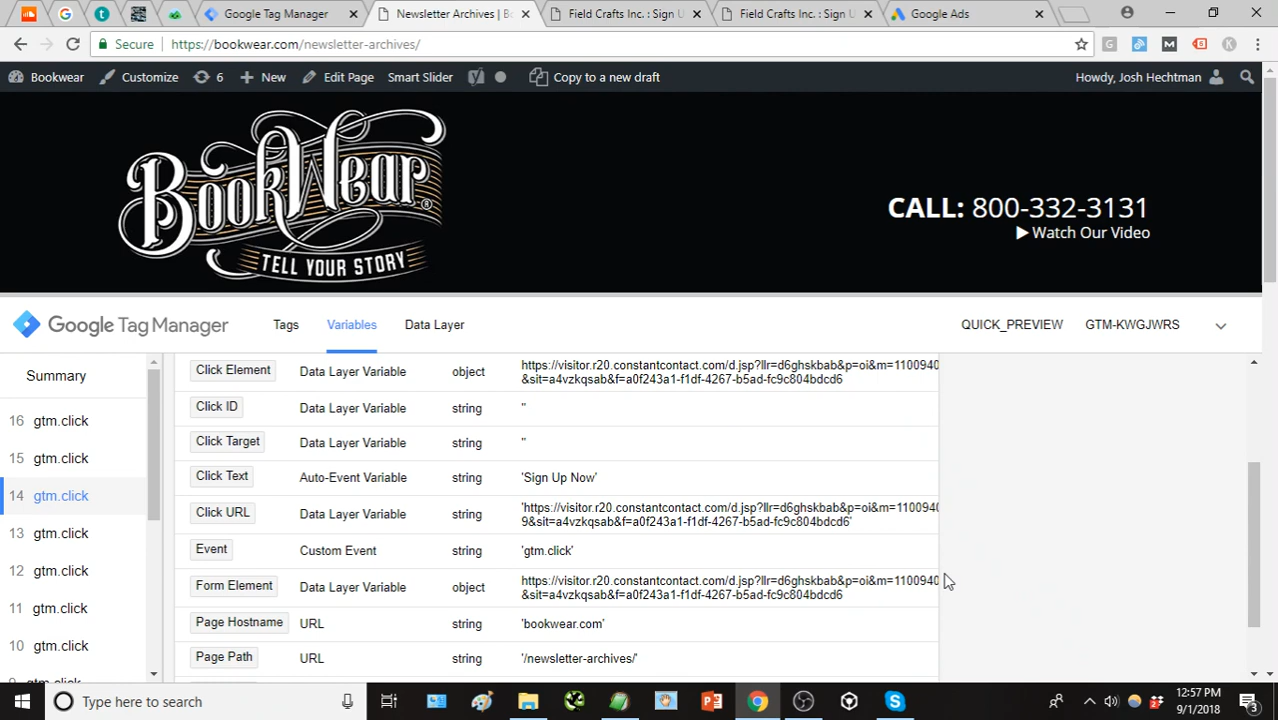 Google Tag Manager
Newsletter Archives | Bo
Field Crafts Inc. : Sign U
Field Crafts Inc. : Sign U
Google Ads
Secure
https://bookwear.com/newsletter-archives/
Bookwear
Customize
6
New
Edit Page
Smart Slider
Copy to a new draft
Howdy, Josh Hechtman
BookWear®
TELL YOUR STORY
CALL: 800-332-3131
Watch Our Video
Google Tag Manager
Tags
Variables
Data Layer
QUICK_PREVIEW
GTM-KWGJWRS
Summary
16 gtm.click
15 gtm.click
14 gtm.click
13 gtm.click
12 gtm.click
11 gtm.click
10 gtm.click
9 gtm.click
Click Element Data Layer Variable object https://visitor.r20.constantcontact.com/d.jsp?llr=d6ghskbab&p=oi&m=1100940
&sit=a4vzkqsab&f=a0f243a1-f1df-4267-b5ad-fc9c804bdcd6
Click ID Data Layer Variable string ''
Click Target Data Layer Variable string ''
Click Text Auto-Event Variable string 'Sign Up Now'
Click URL Data Layer Variable string 'https://visitor.r20.constantcontact.com/d.jsp?llr=d6ghskbab&p=oi&m=110094(
9&sit=a4vzkqsab&f=a0f243a1-f1df-4267-b5ad-fc9c804bdcd6'
Event Custom Event string 'gtm.click'
Form Element Data Layer Variable object https://visitor.r20.constantcontact.com/d.jsp?llr=d6ghskbab&p=oi&m=1100940
&sit=a4vzkqsab&f=a0f243a1-f1df-4267-b5ad-fc9c804bdcd6
Page Hostname URL string 'bookwear.com'
Page Path URL string '/newsletter-archives/'
Type here to search
12:57 PM
9/1/2018
3